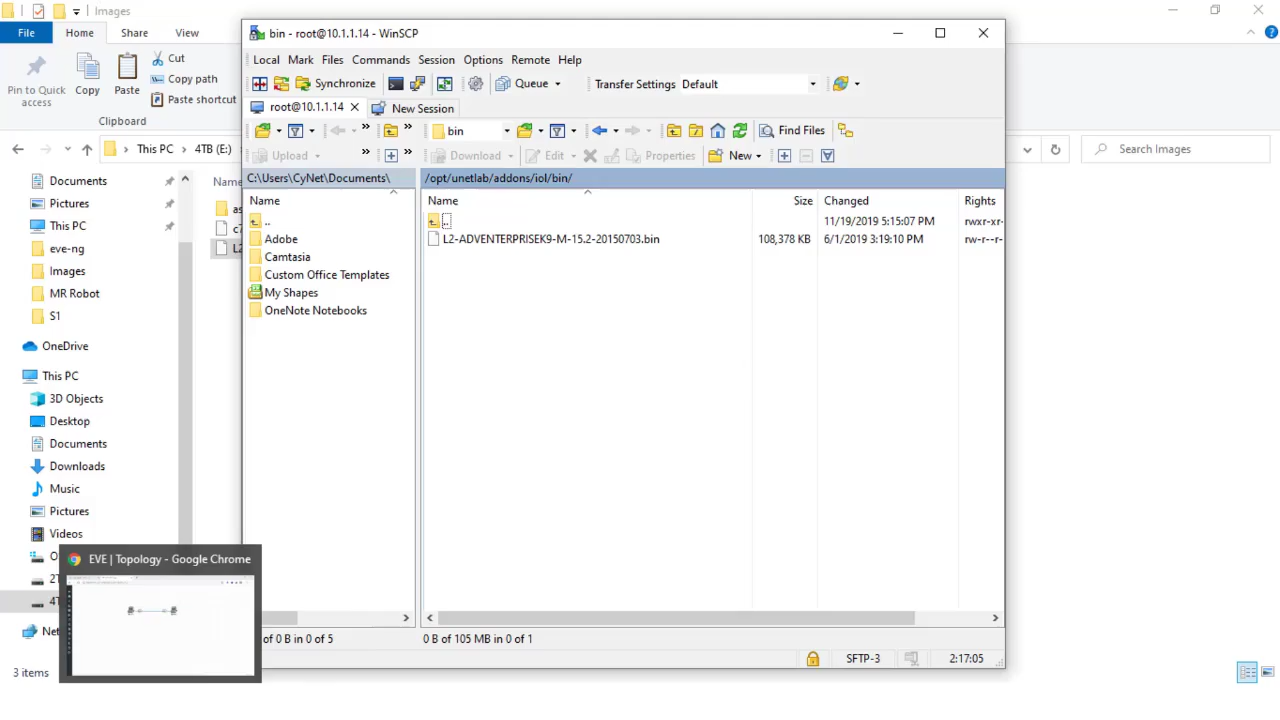 Images
File
Home
Share
View
Pin to Quick
access
Copy
Paste
Cut
Copy path
Paste shortcut
Clipboard
This PC
4TB (E:)
Search Images
Documents
Pictures
This PC
eve-ng
Images
MR Robot
S1
OneDrive
This PC
3D Objects
Desktop
Documents
Downloads
Music
Pictures
Videos
3 items
bin - root@10.1.1.14 - WinSCP
Local Mark Files Commands Session Options Remote Help
Synchronize
Queue
Transfer Settings Default
root@10.1.1.14
New Session
bin
Find Files
Upload
Download
Edit
Properties
New
C:\Users\CyNet\Documents\
/opt/unetlab/addons/iol/bin/
Name
Name
Size
Changed
Rights
..
Adobe
Camtasia
Custom Office Templates
My Shapes
OneNote Notebooks
..
11/19/2019 5:15:07 PM
rwxr-xr-
L2-ADVENTERPRISEK9-M-15.2-20150703.bin
108,378 KB
6/1/2019 3:19:10 PM
rw-r--r-
of 0 B in 0 of 5
0 B of 105 MB in 0 of 1
SFTP-3
2:17:05
EVE | Topology - Google Chrome